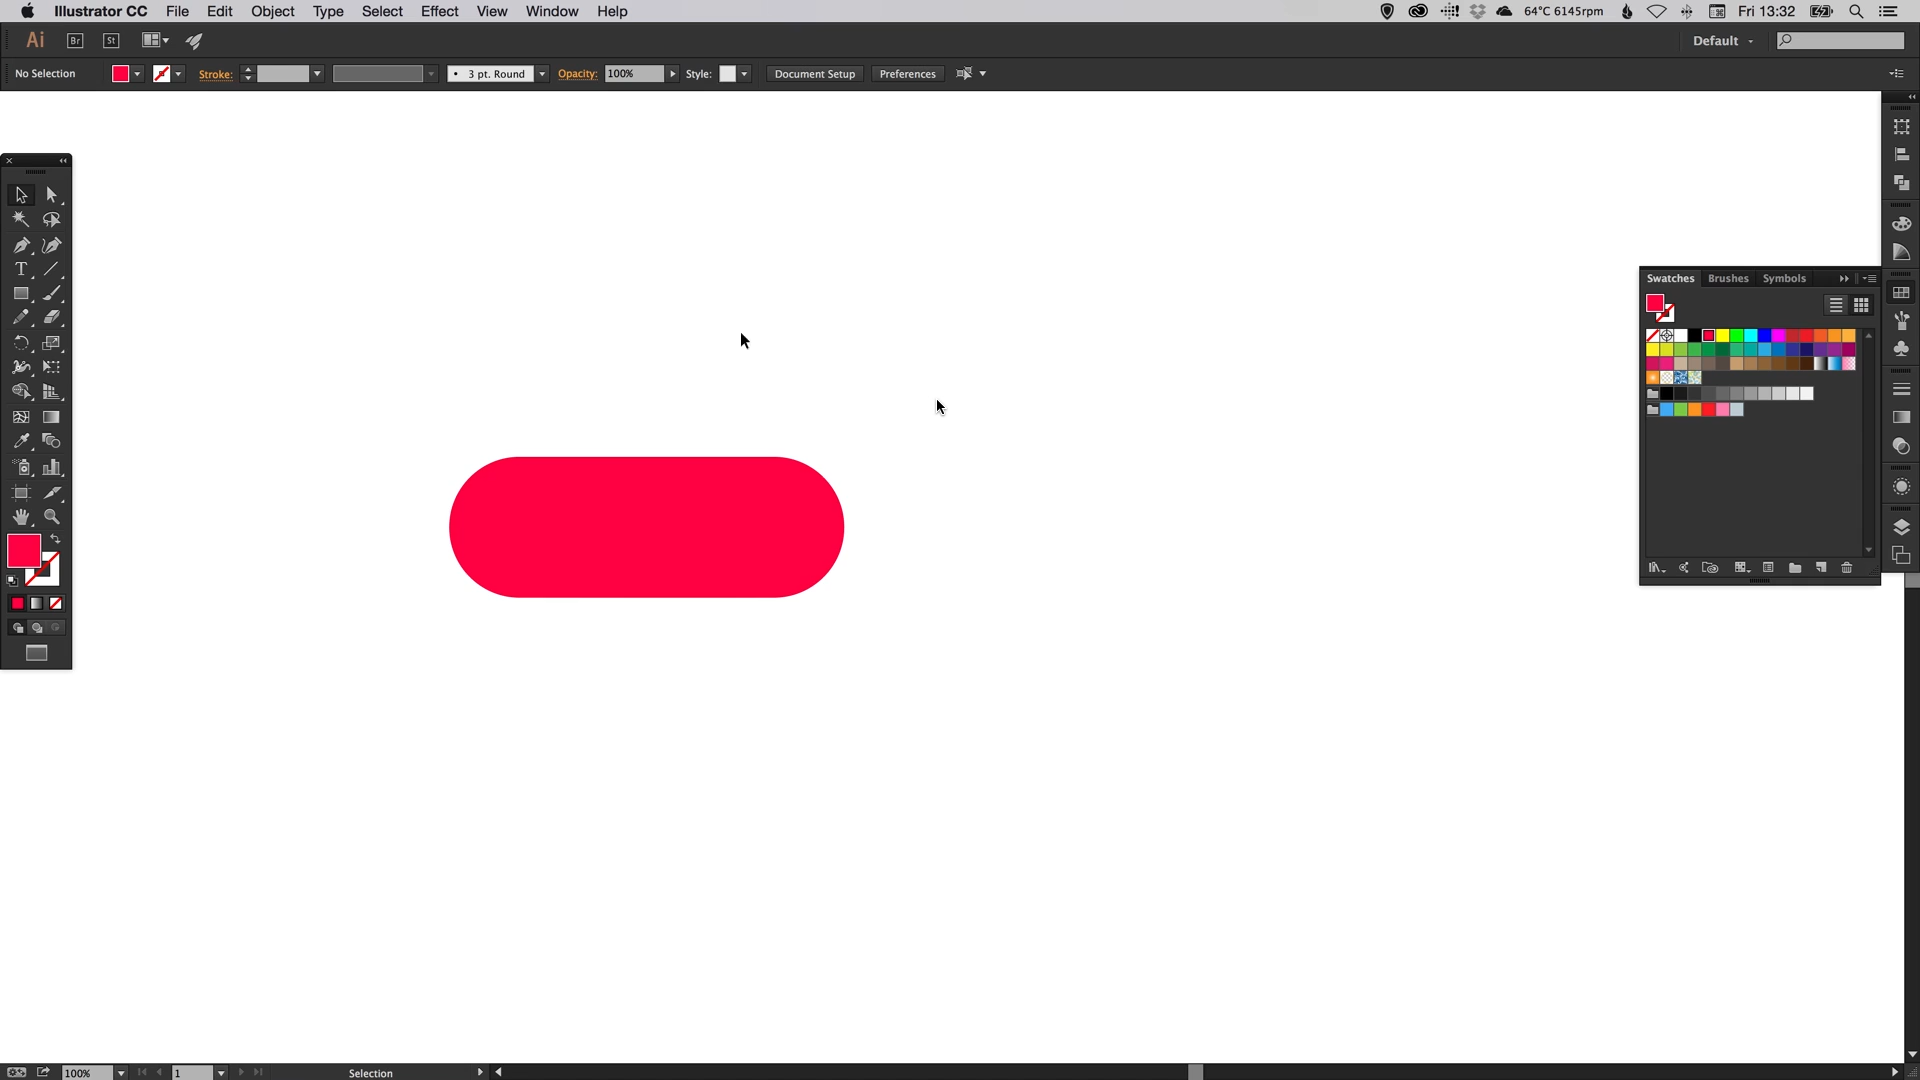 Illustrator CC File Edit Object Type Select Effect View Window Help 64°C 6145rpm Fri 13:32
Ai Br St Default
No Selection Stroke: 3 pt. Round Opacity: 100% Style: Document Setup Preferences
Swatches Brushes Symbols
100% 1 Selection